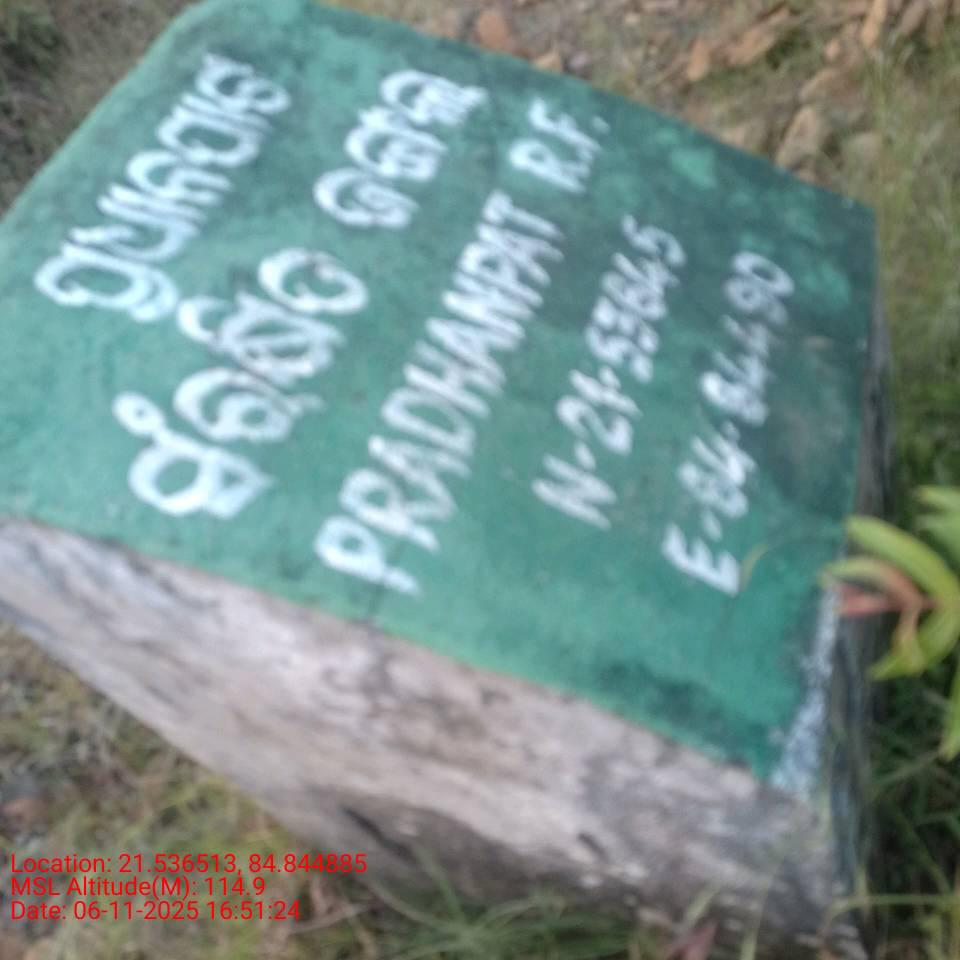 ପ୍ରଧାନପାଟ
ସଂରକ୍ଷିତ ଜଙ୍ଗଲ
PRADHANPAT R.F.
N-21.53645
E-84.84490
Location: 21.536513, 84.844885
MSL Altitude(M): 114.9
Date: 06-11-2025 16:51:24